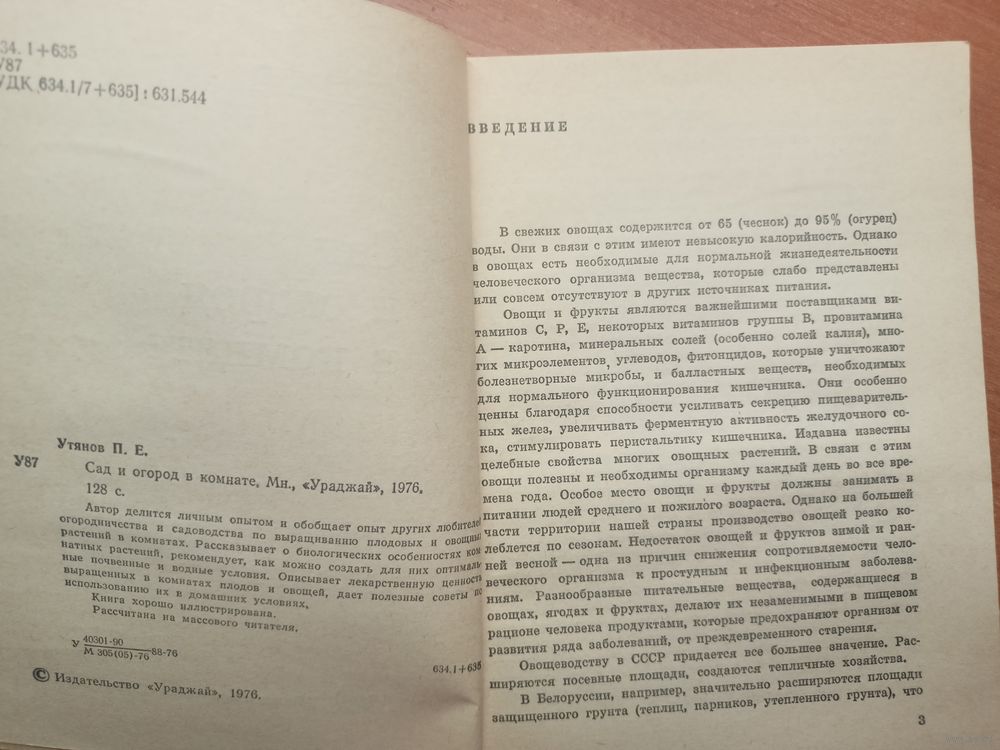 34. 1+635
У87
УДК 634.1/7+635] : 631.544
Утянов П. Е.
У87
Сад и огород в комнате. Мн., «Ураджай», 1976.
128 с.
Автор делится личным опытом и обобщает опыт других любителей
огородничества и садоводства по выращиванию плодовых и овощных
растений в комнатах. Рассказывает о биологических особенностях ком
натных растений, рекомендует, как можно создать для них оптималь
ные почвенные и водные условия. Описывает лекарственную ценность
выращенных в комнатах плодов и овощей, дает полезные советы по
использованию их в домашних условиях.
Книга хорошо иллюстрирована.
Рассчитана на массового читателя.
У 40301-90
М 305(05)-76 88-76
634.1+635
© Издательство «Ураджай», 1976.
ВВЕДЕНИЕ
В свежих овощах содержится от 65 (чеснок) до 95% (огурец)
воды. Они в связи с этим имеют невысокую калорийность. Однако
в овощах есть необходимые для нормальной жизнедеятельности
человеческого организма вещества, которые слабо представлены
или совсем отсутствуют в других источниках питания.
Овощи и фрукты являются важнейшими поставщиками ви-
таминов С, Р, Е, некоторых витаминов группы В, провитамина
А — каротина, минеральных солей (особенно солей калия), мно-
гих микроэлементов, углеводов, фитонцидов, которые уничтожают
болезнетворные микробы, и балластных веществ, необходимых
для нормального функционирования кишечника. Они особенно
ценны благодаря способности усиливать секрецию пищеваритель-
ных желез, увеличивать ферментную активность желудочного со-
ка, стимулировать перистальтику кишечника. Издавна известны
целебные свойства многих овощных растений. В связи с этим
овощи полезны и необходимы организму каждый день во все вре-
мена года. Особое место овощи и фрукты должны занимать в
питании людей среднего и пожилого возраста. Однако на большей
части территории нашей страны производство овощей резко ко-
леблется по сезонам. Недостаток овощей и фруктов зимой и ран-
ней весной — одна из причин снижения сопротивляемости чело-
веческого организма к простудным и инфекционным заболева-
ниям. Разнообразные питательные вещества, содержащиеся в
овощах, ягодах и фруктах, делают их незаменимыми в пищевом
рационе человека продуктами, которые предохраняют организм от
развития ряда заболеваний, от преждевременного старения.
Овощеводству в СССР придается все большее значение. Рас-
ширяются посевные площади, создаются тепличные хозяйства.
В Белоруссии, например, значительно расширяются площади
защищенного грунта (теплиц, парников, утепленного грунта), что
3